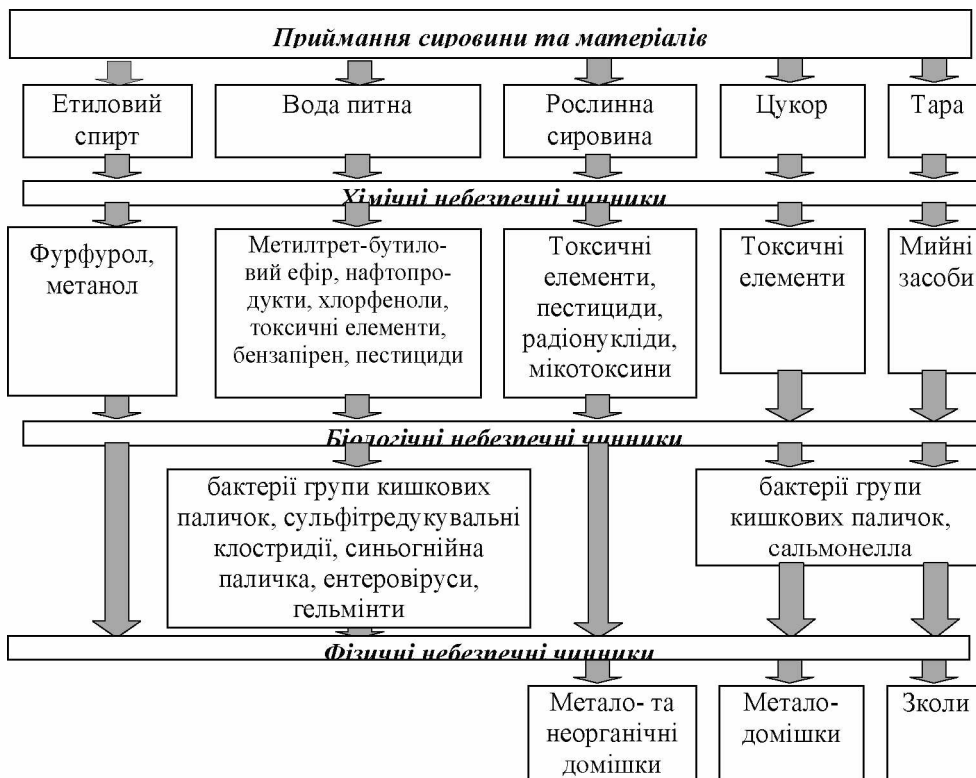 Приймання сировини та матеріалів
Етиловий
спирт
Вода питна
Рослинна
сировина
Цукор
Тара
Хімічні небезпечні чинники
Фурфурол,
метанол
Метилтрет-бутило-
вий ефір, нафтопро-
дукти, хлорфеноли,
токсичні елементи,
бензапірен, пестициди
Токсичні
елементи,
пестициди,
радіонукліди,
мікотоксини
Токсичні
елементи
Мийні
засоби
Біологічні небезпечні чинники
бактерії групи кишкових
паличок, сульфітредукувальні
клостридії, синьогнійна
паличка, ентеровіруси,
гельмінти
бактерії групи
кишкових паличок,
сальмонелла
Фізичні небезпечні чинники
Метало- та
неорганічні
домішки
Метало-
домішки
Зколи